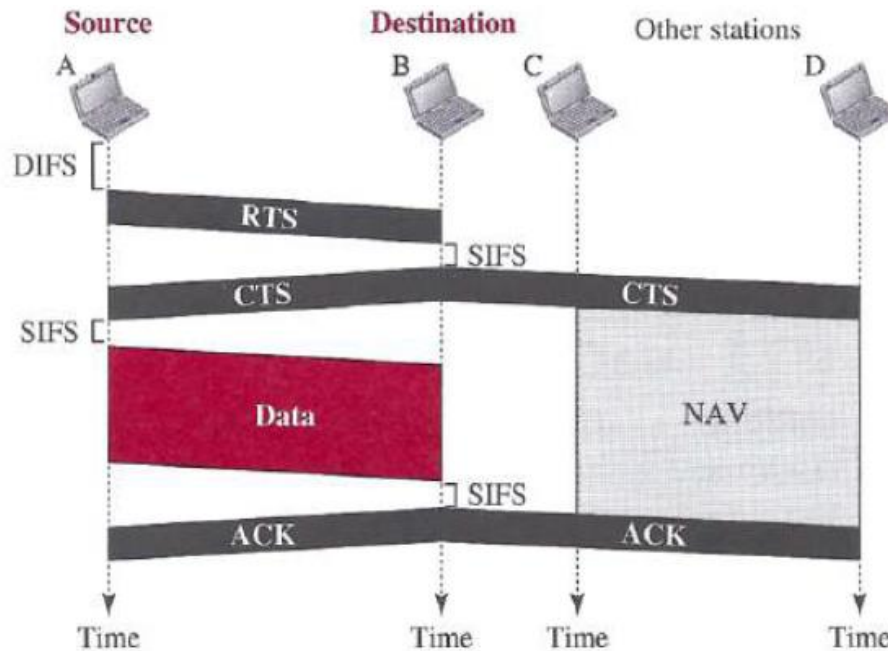 Source Destination Other stations
A B C D
DIFS
RTS
SIFS
CTS CTS
SIFS
Data NAV
SIFS
ACK ACK
Time Time Time Time